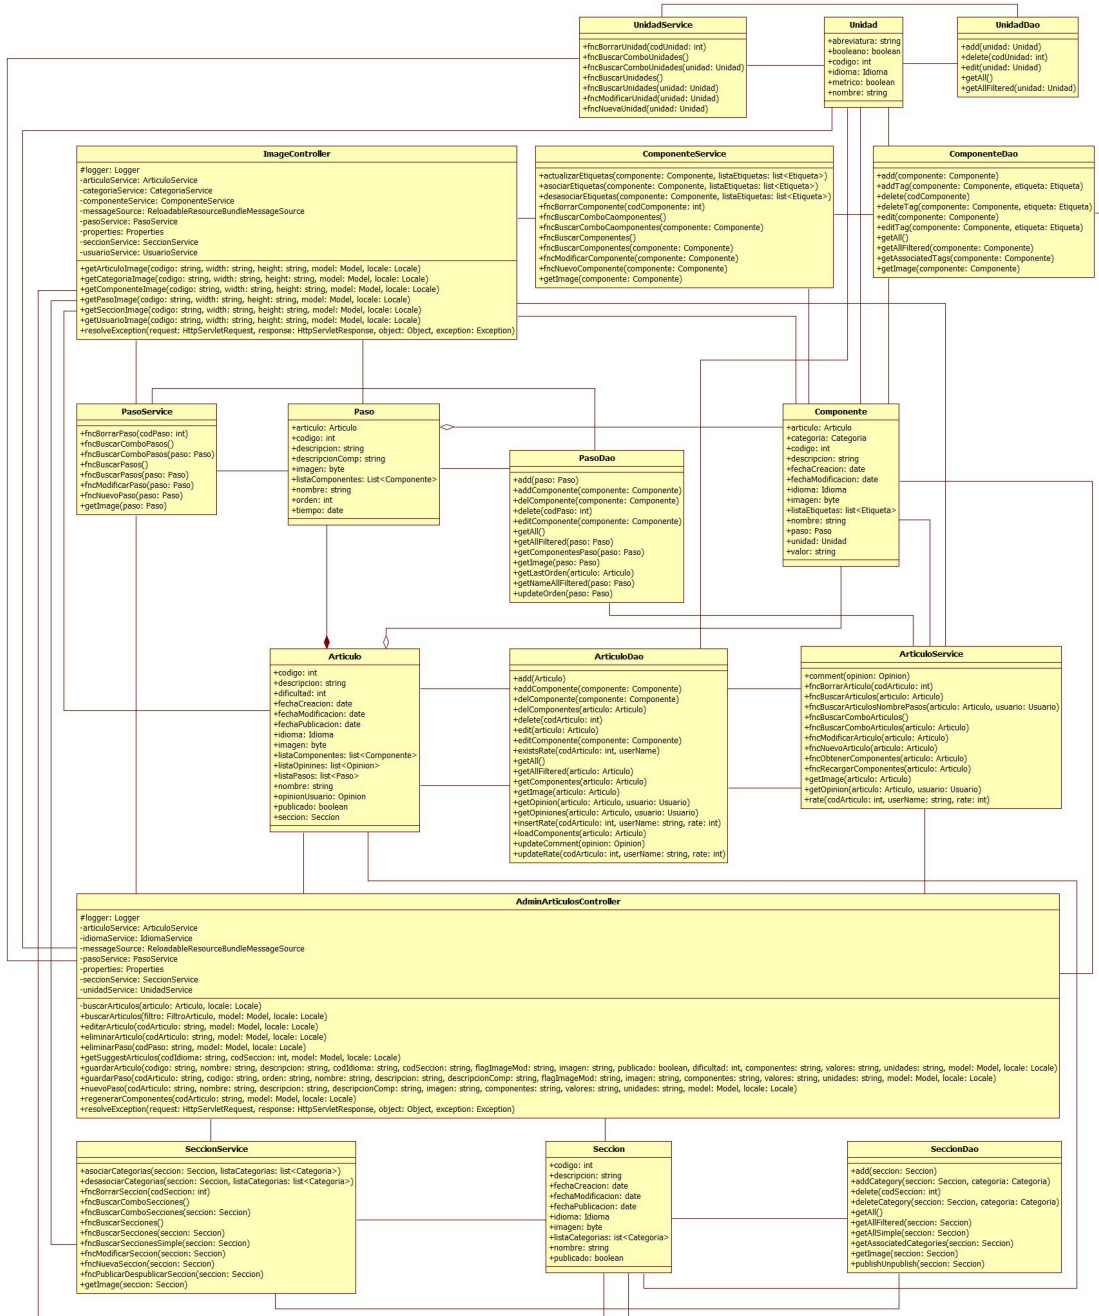 UnidadService
+fncBorrarUnidad(codUnidad: int)
+fncBuscarComboUnidades()
+fncBuscarComboUnidades(unidad: Unidad)
+fncBuscarUnidades()
+fncBuscarUnidades(unidad: Unidad)
+fncModificarUnidad(unidad: Unidad)
+fncNuevaUnidad(unidad: Unidad)
Unidad
+abreviatura: string
+booleano: boolean
+codigo: int
+idioma: Idioma
+metrico: boolean
+nombre: string
UnidadDao
+add(unidad: Unidad)
+delete(codUnidad: int)
+edit(unidad: Unidad)
+getAll()
+getAllFiltered(unidad: Unidad)
ImageController
#logger: Logger
-articuloService: ArticuloService
-categoriaService: CategoriaService
-componenteService: ComponenteService
-messageSource: ReloadableResourceBundleMessageSource
-pasoService: PasoService
-properties: Properties
-seccionService: SeccionService
-usuarioService: UsuarioService
+getArticuloImage(codigo: string, width: string, height: string, model: Model, locale: Locale)
+getCategoriaImage(codigo: string, width: string, height: string, model: Model, locale: Locale)
+getComponenteImage(codigo: string, width: string, height: string, model: Model, locale: Locale)
+getPasoImage(codigo: string, width: string, height: string, model: Model, locale: Locale)
+getSeccionImage(codigo: string, width: string, height: string, model: Model, locale: Locale)
+getUsuarioImage(codigo: string, width: string, height: string, model: Model, locale: Locale)
+resolveException(request: HttpServletRequest, response: HttpServletResponse, object: Object, exception: Exception)
ComponenteService
+actualizarEtiquetas(componente: Componente, listaEtiquetas: list<Etiqueta>)
+asociarEtiquetas(componente: Componente, listaEtiquetas: list<Etiqueta>)
+desasociarEtiquetas(componente: Componente, listaEtiquetas: list<Etiqueta>)
+fncBorrarComponente(codComponente: int)
+fncBuscarComboCaomponentes()
+fncBuscarComboCaomponentes(componente: Componente)
+fncBuscarComponentes()
+fncBuscarComponentes(componente: Componente)
+fncModificarComponente(componente: Componente)
+fncNuevoComponente(componente: Componente)
+getImage(componente: Componente)
ComponenteDao
+add(componente: Componente)
+addTag(componente: Componente, etiqueta: Etiqueta)
+delete(codComponente)
+deleteTag(componente: Componente, etiqueta: Etiqueta)
+edit(componente: Componente)
+editTag(componente: Componente, etiqueta: Etiqueta)
+getAll()
+getAllFiltered(componente: Componente)
+getAssociatedTags(componente: Componente)
+getImage(componente: Componente)
PasoService
+fncBorrarPaso(codPaso: int)
+fncBuscarComboPasos()
+fncBuscarComboPasos(paso: Paso)
+fncBuscarPasos()
+fncBuscarPasos(paso: Paso)
+fncModificarPaso(paso: Paso)
+fncNuevoPaso(paso: Paso)
+getImage(paso: Paso)
Paso
+articulo: Articulo
+codigo: int
+descripcion: string
+descripcionComp: string
+imagen: byte
+listaComponentes: List<Componente>
+nombre: string
+orden: int
+tiempo: date
PasoDao
+add(paso: Paso)
+addComponente(componente: Componente)
+delComponente(componente: Componente)
+delete(codPaso: int)
+editComponente(componente: Componente)
+getAll()
+getAllFiltered(paso: Paso)
+getComponentesPaso(paso: Paso)
+getImage(paso: Paso)
+getLastOrden(articulo: Articulo)
+getNameAllFiltered(paso: Paso)
+updateOrden(paso: Paso)
Componente
+articulo: Articulo
+categoria: Categoria
+codigo: int
+descripcion: string
+fechaCreacion: date
+fechaModificacion: date
+idioma: Idioma
+imagen: byte
+listaEtiquetas: list<Etiqueta>
+nombre: string
+paso: Paso
+unidad: Unidad
+valor: string
Articulo
+codigo: int
+descripcion: string
+dificultad: int
+fechaCreacion: date
+fechaModificacion: date
+fechaPublicacion: date
+idioma: Idioma
+imagen: byte
+listaComponentes: list<Componente>
+listaOpinines: list<Opinion>
+listaPasos: list<Paso>
+nombre: string
+opinionUsuario: Opinion
+publicado: boolean
+seccion: Seccion
ArticuloDao
+add(Articulo)
+addComponente(componente: Componente)
+delComponente(componente: Componente)
+delComponentes(articulo: Articulo)
+delete(codArticulo: int)
+edit(articulo: Articulo)
+editComponente(componente: Componente)
+existsRate(codArticulo: int, userName)
+getAll()
+getAllFiltered(articulo: Articulo)
+getComponentes(articulo: Articulo)
+getImage(articulo: Articulo)
+getOpinion(articulo: Articulo, usuario: Usuario)
+getOpiniones(articulo: Articulo, usuario: Usuario)
+insertRate(codArticulo: int, userName: string, rate: int)
+loadComponents(articulo: Articulo)
+updateComment(opinion: Opinion)
+updateRate(codArticulo: int, userName: string, rate: int)
ArticuloService
+comment(opinion: Opinion)
+fncBorrarArticulo(codArticulo: int)
+fncBuscarArticulos(articulo: Articulo)
+fncBuscarArticulosNombrePasos(articulo: Articulo, usuario: Usuario)
+fncBuscarComboArticulos()
+fncBuscarComboArticulos(articulo: Articulo)
+fncModificarArticulo(articulo: Articulo)
+fncNuevoArticulo(articulo: Articulo)
+fncObtenerComponentes(articulo: Articulo)
+fncRecargarComponentes(articulo: Articulo)
+getImage(articulo: Articulo)
+getOpinion(articulo: Articulo, usuario: Usuario)
+rate(codArticulo: int, userName: string, rate: int)
AdminArticulosController
#logger: Logger
-articuloService: ArticuloService
-idiomaService: IdiomaService
-messageSource: ReloadableResourceBundleMessageSource
-pasoService: PasoService
-properties: Properties
-seccionService: SeccionService
-unidadService: UnidadService
-buscarArticulos(articulo: Articulo, locale: Locale)
+buscarArticulos(filtro: FiltroArticulo, model: Model, locale: Locale)
+editarArticulo(codArticulo: string, model: Model, locale: Locale)
+eliminarArticulo(codArticulo: string, model: Model, locale: Locale)
+eliminarPaso(codPaso: string, model: Model, locale: Locale)
+getSuggestArticulos(codIdioma: string, codSeccion: int, model: Model, locale: Locale)
+guardarArticulo(codigo: string, nombre: string, descripcion: string, codIdioma: string, codSeccion: string, flagImageMod: string, imagen: string, publicado: boolean, dificultad: int, componentes: string, valores: string, unidades: string, model: Model, locale: Locale)
+guardarPaso(codArticulo: string, codigo: string, orden: string, nombre: string, descripcion: string, descripcionComp: string, flagImageMod: string, imagen: string, componentes: string, valores: string, unidades: string, model: Model, locale: Locale)
+nuevoPaso(codArticulo: string, nombre: string, descripcion: string, descripcionComp: string, imagen: string, componentes: string, valores: string, unidades: string, model: Model, locale: Locale)
+regenerarComponentes(codArticulo: string, model: Model, locale: Locale)
+resolveException(request: HttpServletRequest, response: HttpServletResponse, object: Object, exception: Exception)
SeccionService
+asociarCategorias(seccion: Seccion, listaCategorias: list<Categoria>)
+desasociarCategorias(seccion: Seccion, listaCategorias: list<Categoria>)
+fncBorrarSeccion(codSeccion: int)
+fncBuscarComboSecciones()
+fncBuscarComboSecciones(seccion: Seccion)
+fncBuscarSecciones()
+fncBuscarSecciones(seccion: Seccion)
+fncBuscarSeccionesSimple(seccion: Seccion)
+fncModificarSeccion(seccion: Seccion)
+fncNuevaSeccion(seccion: Seccion)
+fncPublicarDespublicarSeccion(seccion: Seccion)
+getImage(seccion: Seccion)
Seccion
+codigo: int
+descripcion: string
+fechaCreacion: date
+fechaModificacion: date
+fechaPublicacion: date
+idioma: Idioma
+imagen: byte
+listaCategorias: ist<Categoria>
+nombre: string
+publicado: boolean
SeccionDao
+add(seccion: Seccion)
+addCategory(seccion: Seccion, categoria: Categoria)
+delete(codSeccion: int)
+deleteCategory(seccion: Seccion, categoria: Categoria)
+getAll()
+getAllFiltered(seccion: Seccion)
+getAllSimple(seccion: Seccion)
+getAssociatedCategories(seccion: Seccion)
+getImage(seccion: Seccion)
+publishUnpublish(seccion: Seccion)